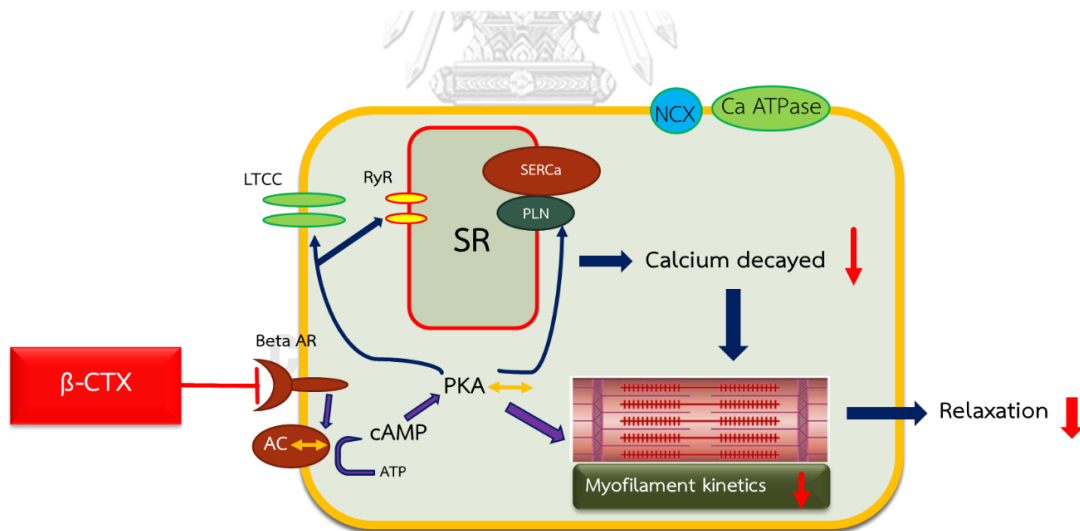 NCX
Ca ATPase
LTCC
RyR
SERCa
PLN
SR
Calcium decayed
Beta AR
β-CTX
PKA
cAMP
AC
ATP
Relaxation
Myofilament kinetics